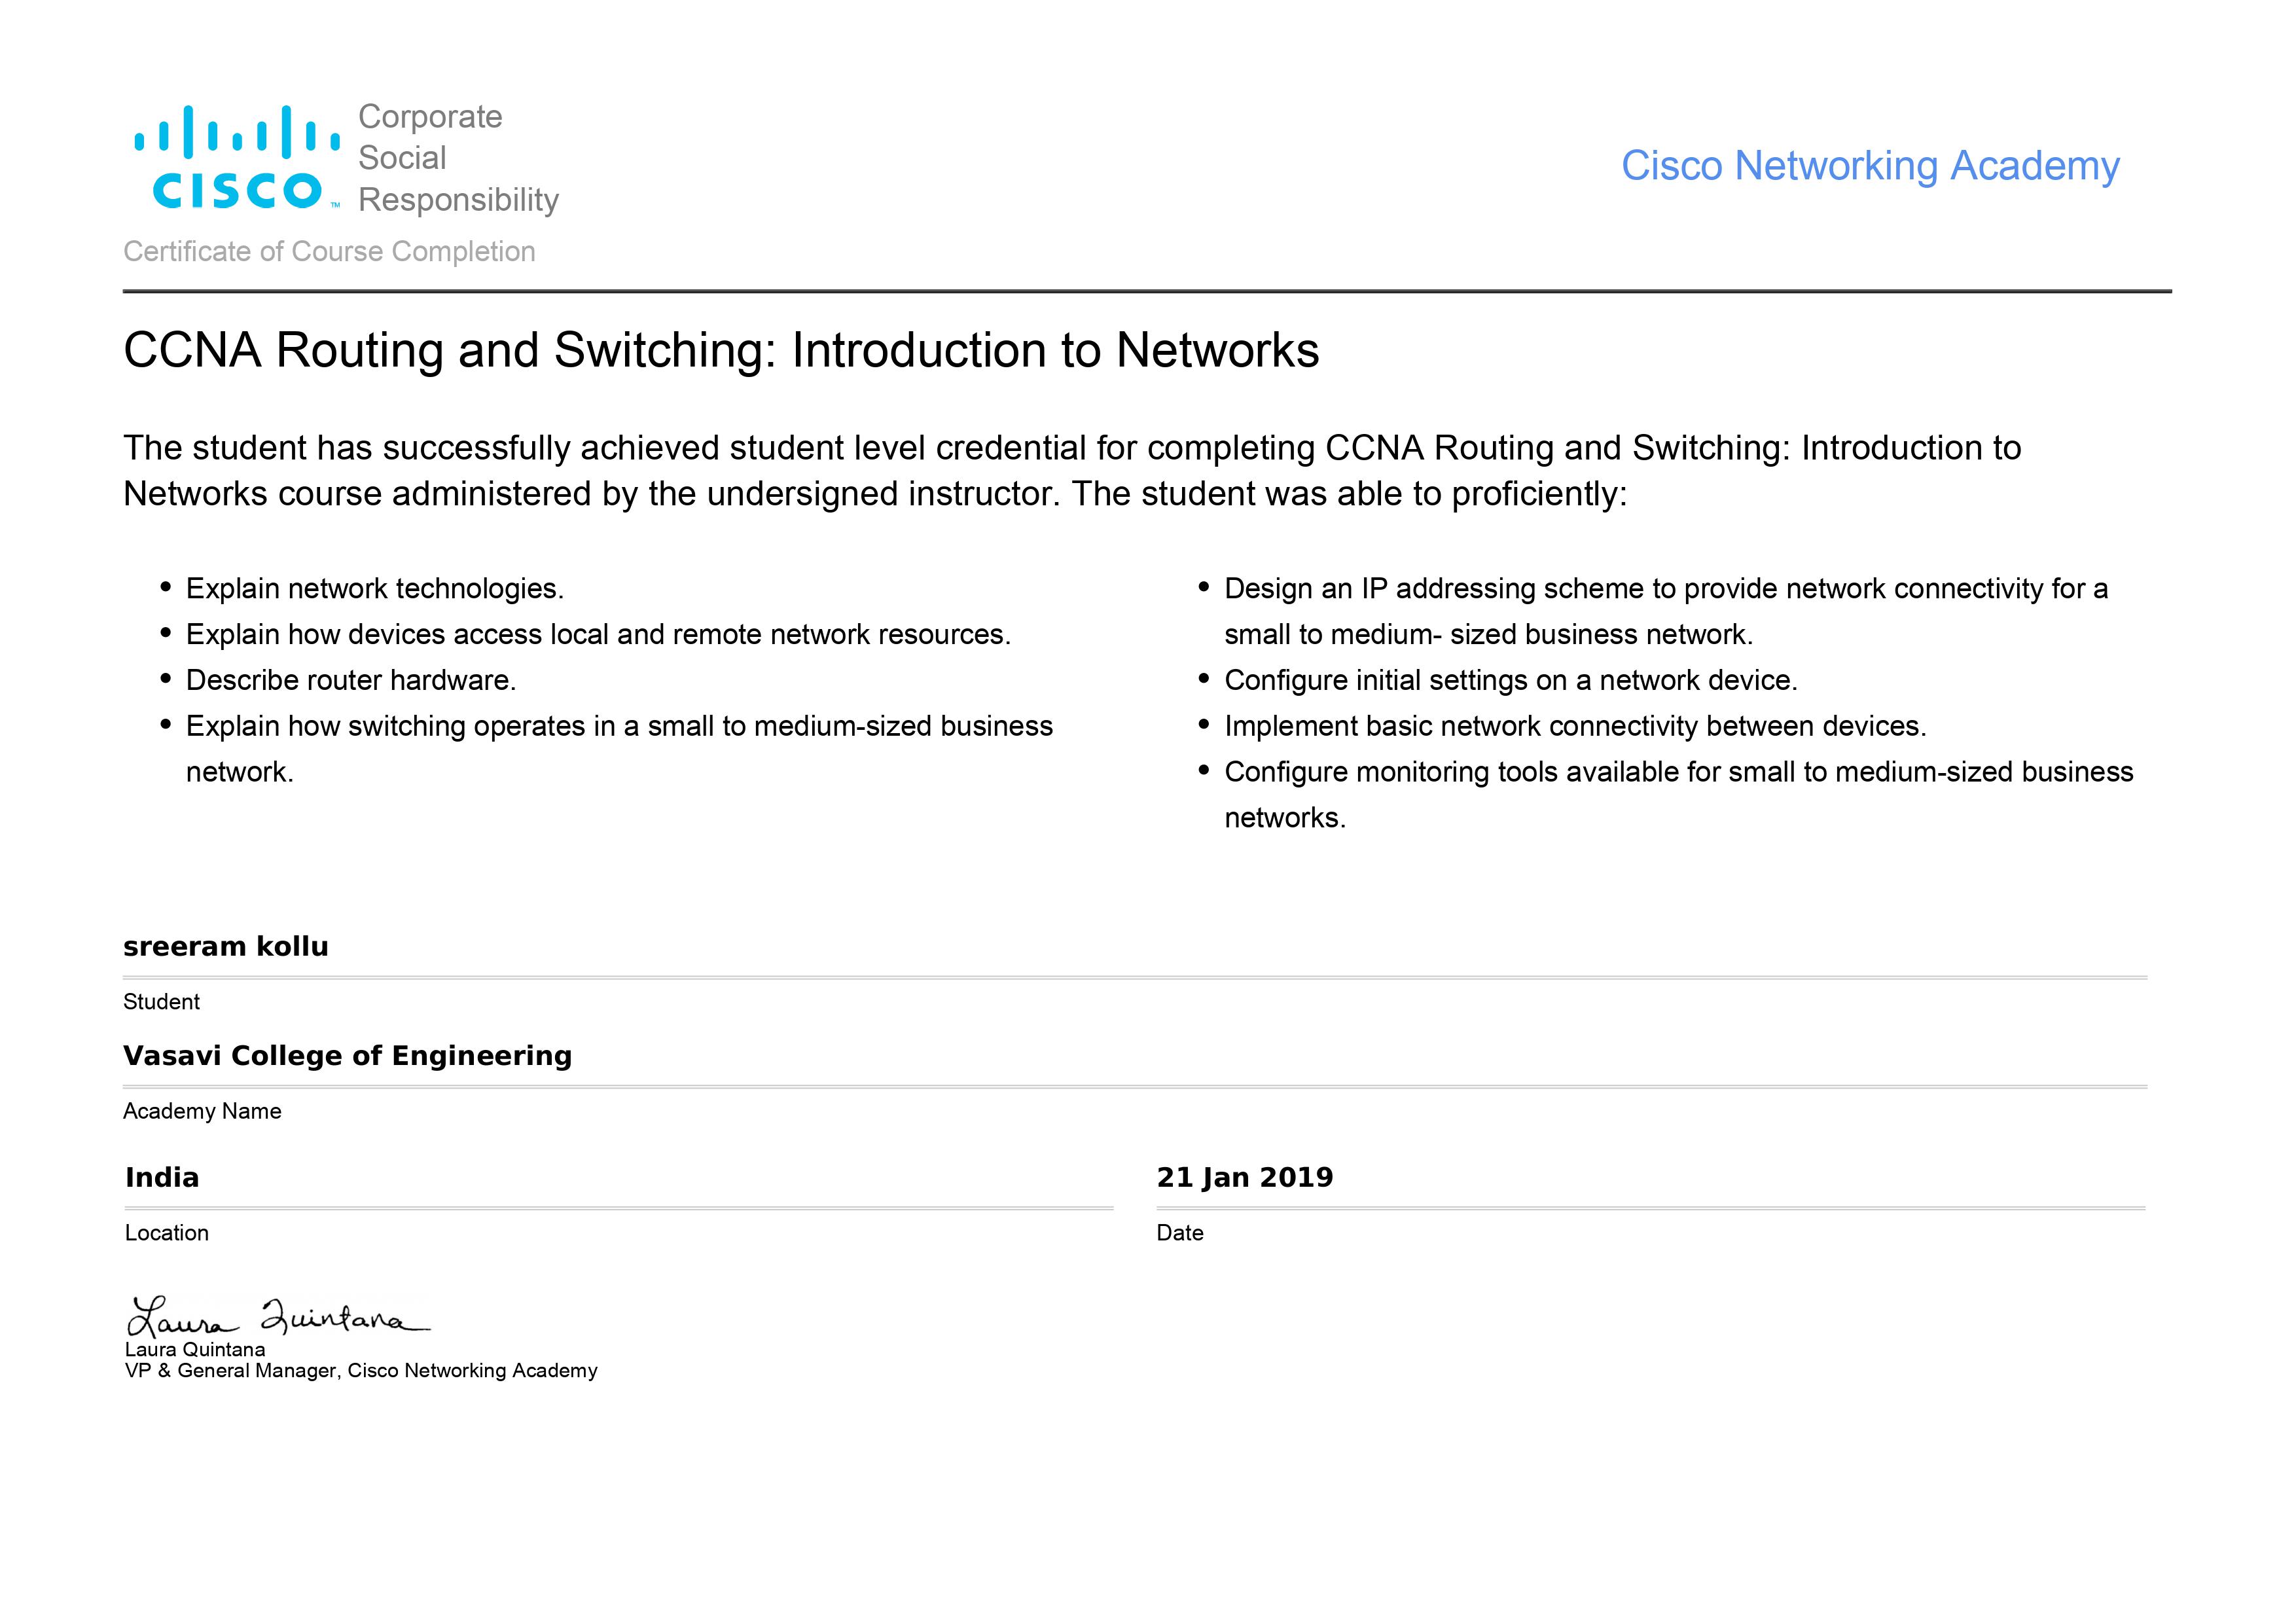 Corporate
Social
Responsibility
CISCO™
Cisco Networking Academy
Certificate of Course Completion
CCNA Routing and Switching: Introduction to Networks
The student has successfully achieved student level credential for completing CCNA Routing and Switching: Introduction to
Networks course administered by the undersigned instructor. The student was able to proficiently:
• Explain network technologies.
• Explain how devices access local and remote network resources.
• Describe router hardware.
• Explain how switching operates in a small to medium-sized business
network.
• Design an IP addressing scheme to provide network connectivity for a
small to medium- sized business network.
• Configure initial settings on a network device.
• Implement basic network connectivity between devices.
• Configure monitoring tools available for small to medium-sized business
networks.
sreeram kollu
Student
Vasavi College of Engineering
Academy Name
India
Location
21 Jan 2019
Date
Laura Quintana
Laura Quintana
VP & General Manager, Cisco Networking Academy